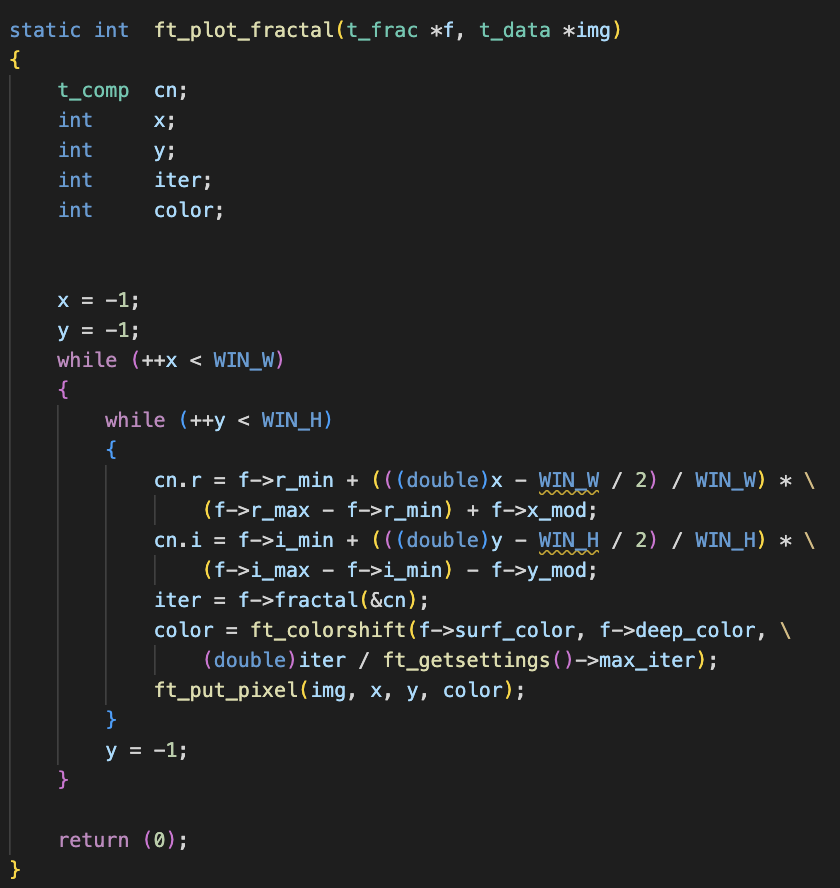 static int  ft_plot_fractal(t_frac *f, t_data *img)
{
    t_comp  cn;
    int     x;
    int     y;
    int     iter;
    int     color;


    x = -1;
    y = -1;
    while (++x < WIN_W)
    {
        while (++y < WIN_H)
        {
            cn.r = f->r_min + (((double)x - WIN_W / 2) / WIN_W) * \
                (f->r_max - f->r_min) + f->x_mod;
            cn.i = f->i_min + (((double)y - WIN_H / 2) / WIN_H) * \
                (f->i_max - f->i_min) - f->y_mod;
            iter = f->fractal(&cn);
            color = ft_colorshift(f->surf_color, f->deep_color, \
                (double)iter / ft_getsettings()->max_iter);
            ft_put_pixel(img, x, y, color);
        }
        y = -1;
    }

    return (0);
}